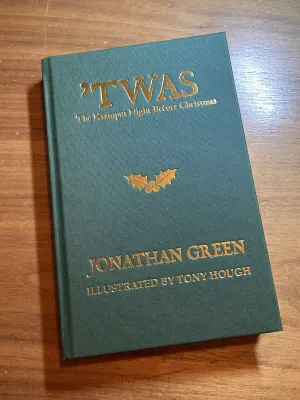 ’TWAS
The Krampus Night Before Christmas
JONATHAN GREEN
ILLUSTRATED BY TONY HOUGH